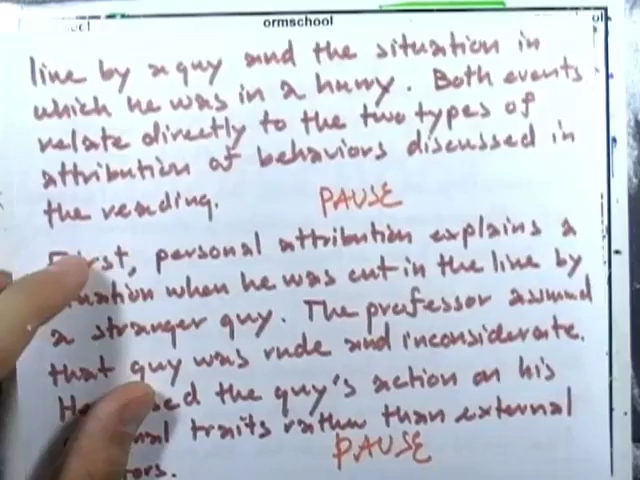 ormschool
line by a guy and the situation in
which he was in a hurry. Both events
relate directly to the two types of
attribution of behaviors discussed in
the reading.
PAUSE
First, personal attribution explains a
when he was cut in the line by
a stranger guy. The professor assumed
that guy was rude and inconsiderate.
the guy's action on his
traits rather than external
PAUSE